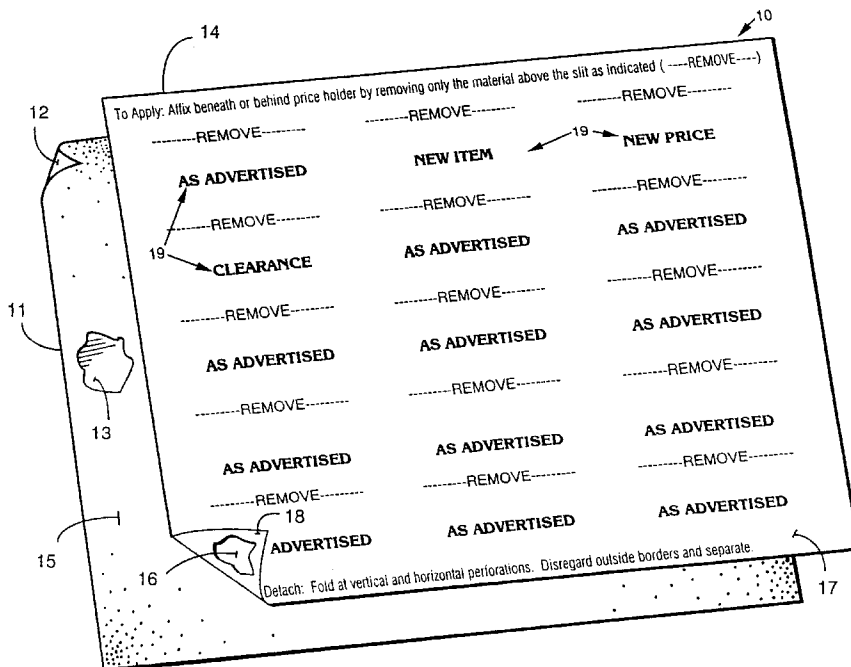 10
14
To Apply: Affix beneath or behind price holder by removing only the material above the slit as indicated ( ----REMOVE----)
12
--------REMOVE-------- --------REMOVE-------- --------REMOVE--------
AS ADVERTISED NEW ITEM 19 NEW PRICE
--------REMOVE-------- --------REMOVE-------- --------REMOVE--------
19
CLEARANCE AS ADVERTISED AS ADVERTISED
11
--------REMOVE-------- --------REMOVE-------- --------REMOVE--------
AS ADVERTISED AS ADVERTISED AS ADVERTISED
13
--------REMOVE-------- --------REMOVE-------- --------REMOVE--------
AS ADVERTISED AS ADVERTISED AS ADVERTISED
--------REMOVE-------- --------REMOVE-------- --------REMOVE--------
15
18
ADVERTISED AS ADVERTISED AS ADVERTISED
16
Detach: Fold at vertical and horizontal perforations. Disregard outside borders and separate.
17